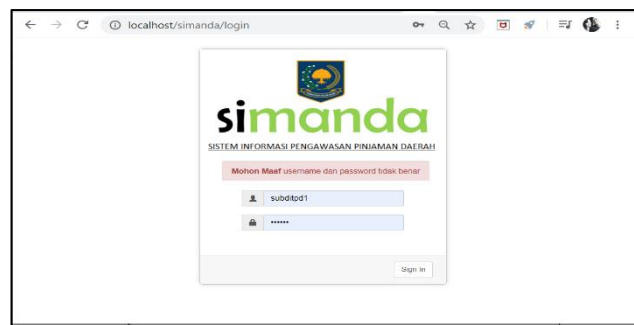 localhost/simanda/login
simanda
SISTEM INFORMASI PENGAWASAN PINJAMAN DAERAH
Mohon Maaf username dan password tidak benar
subditpd1
••••••
Sign In